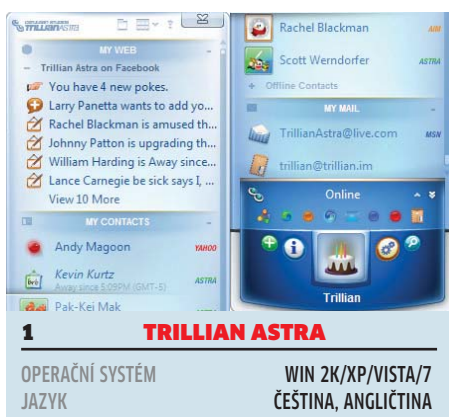 CERULEAN STUDIOS
TRILLIAN ASTRA
MY WEB
Trillian Astra on Facebook
You have 4 new pokes.
Larry Panetta wants to add yo...
Rachel Blackman is amused th...
Johnny Patton is upgrading th...
William Harding is Away since...
Lance Carnegie be sick says I, ...
View 10 More
MY CONTACTS
Andy Magoon YAHOO
Kevin Kurtz ASTRA
Away since 5:09PM (GMT-5)
Pak-Kei Mak
Rachel Blackman AIM
Scott Werndorfer ASTRA
+ Offline Contacts
MY MAIL
TrillianAstra@live.com MSN
trillian@trillian.im
Online
Trillian
1 TRILLIAN ASTRA
OPERAČNÍ SYSTÉM WIN 2K/XP/VISTA/7
JAZYK ČEŠTINA, ANGLIČTINA